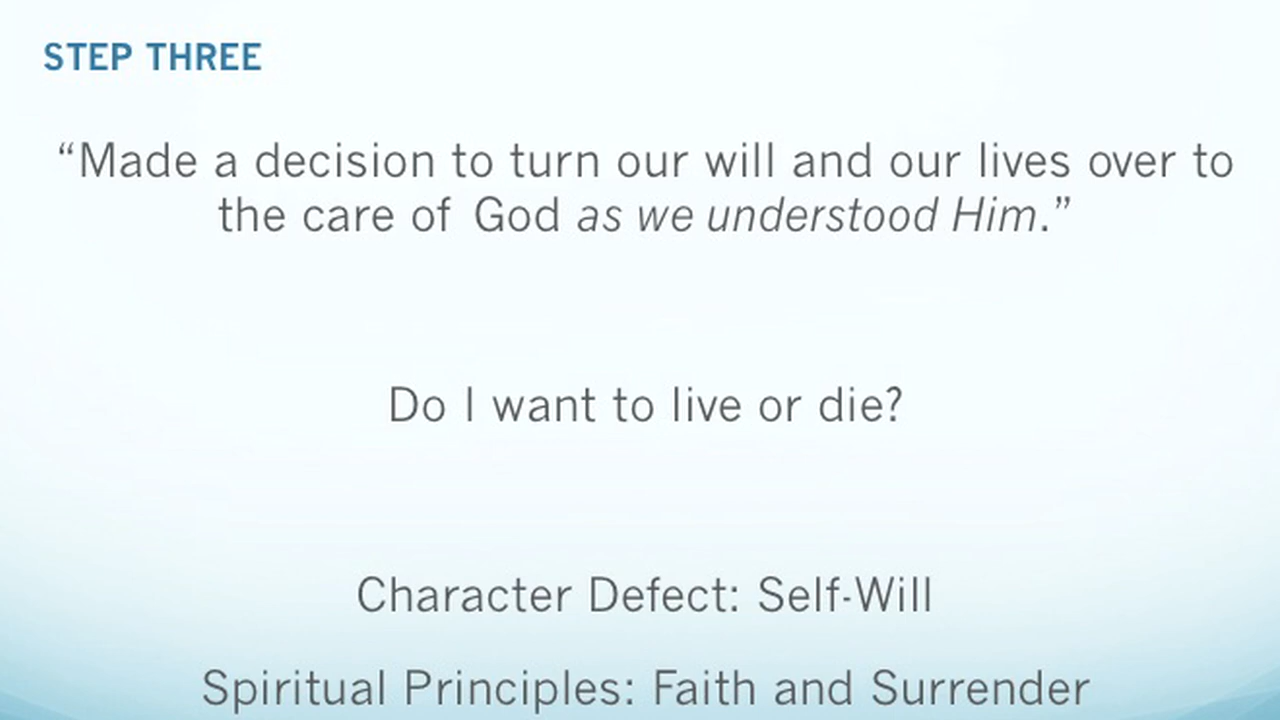 STEP THREE
“Made a decision to turn our will and our lives over to
the care of God as we understood Him.”
Do I want to live or die?
Character Defect: Self-Will
Spiritual Principles: Faith and Surrender